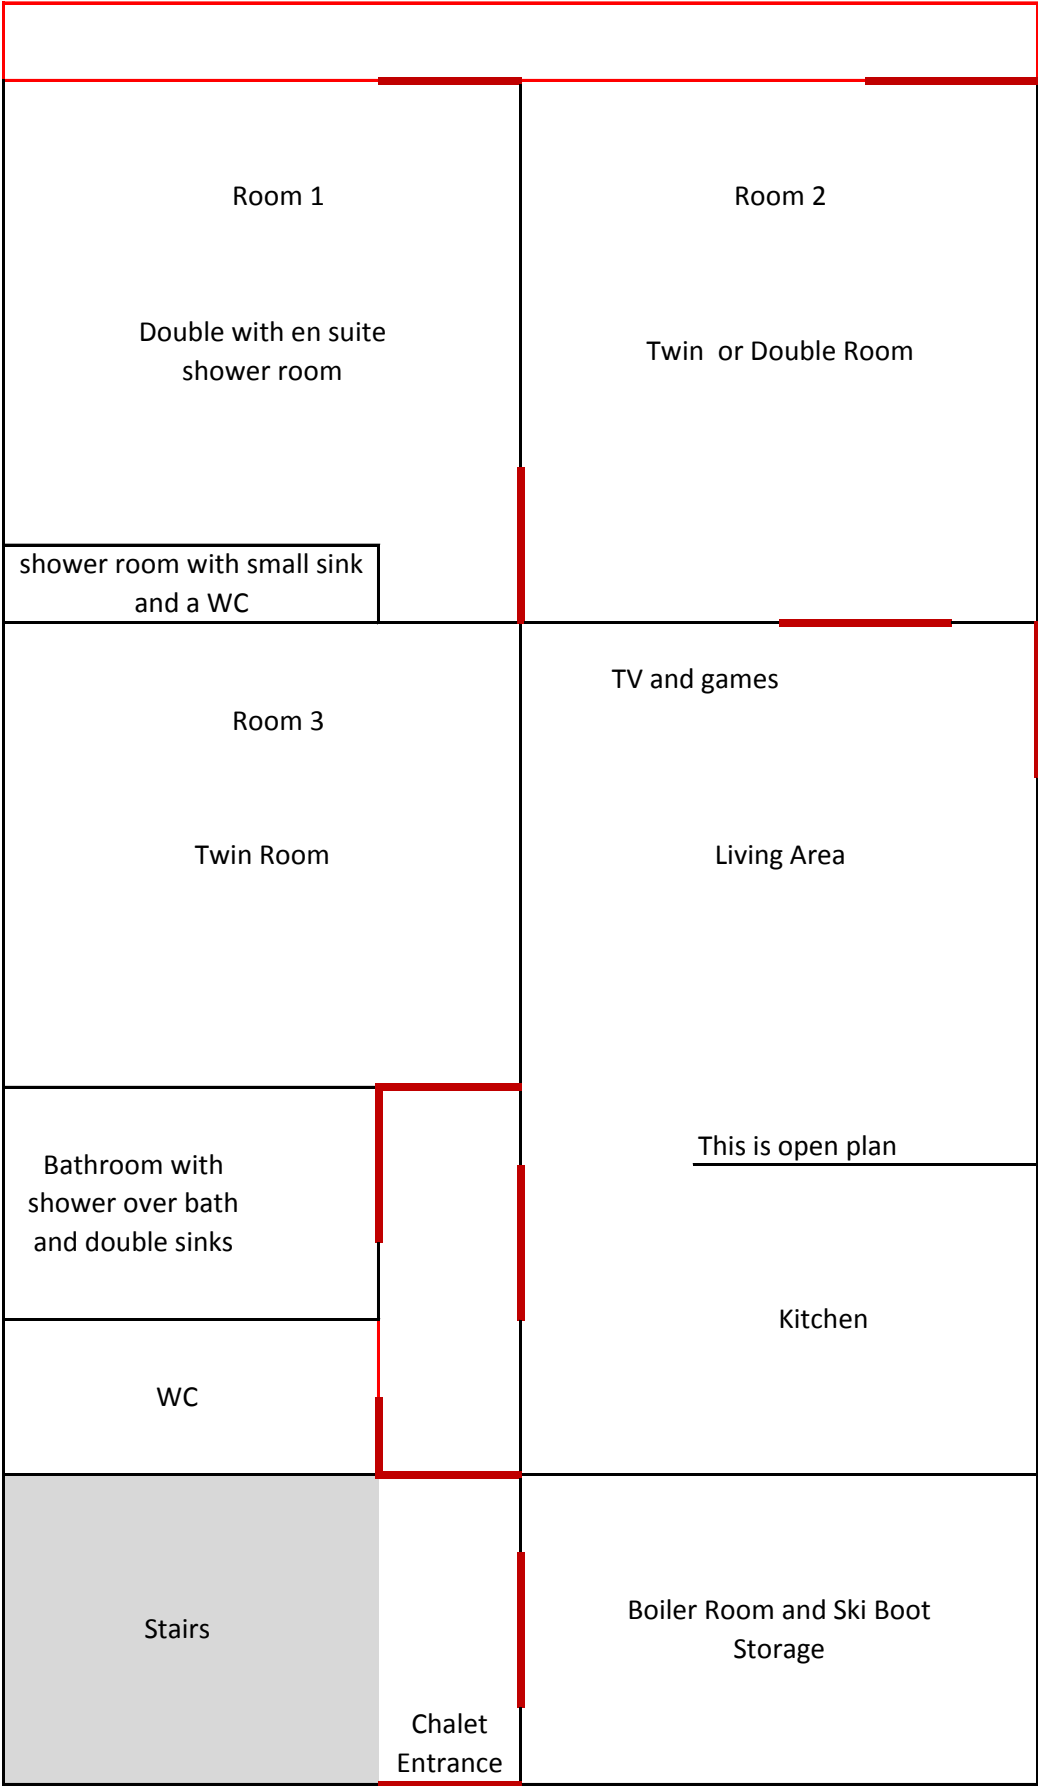 Room 1
Room 2
Double with en suite
shower room
Twin  or Double Room
shower room with small sink
and a WC
TV and games
Room 3
Twin Room
Living Area
This is open plan
Bathroom with
shower over bath
and double sinks
Kitchen
WC
Stairs
Boiler Room and Ski Boot
Storage
Chalet
Entrance